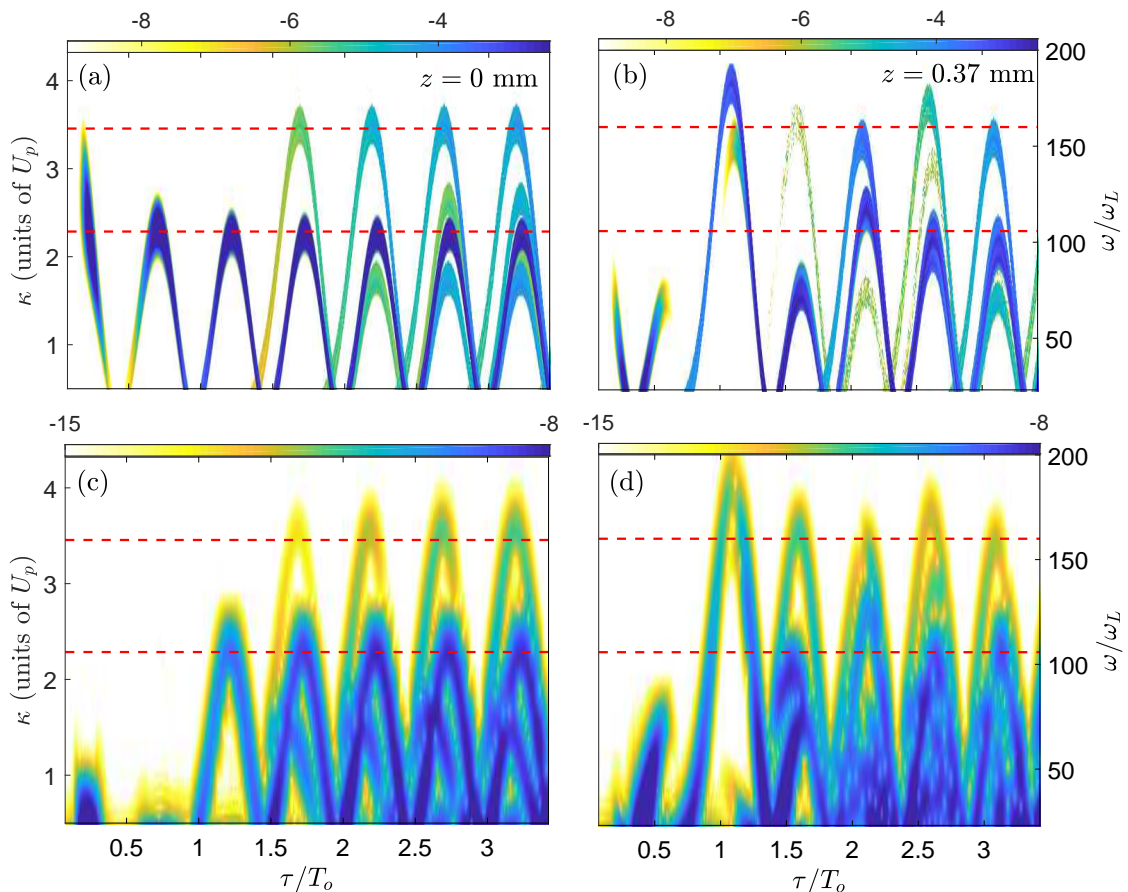 -8 -6 -4 -8 -6 -4
(a) z = 0 mm (b) z = 0.37 mm 200
4
3 150
κ (units of U_p) ω/ω_L
2 100
1 50
-15 -8 -15 -8
(c) (d) 200
4
3 150
κ (units of U_p) ω/ω_L
2 100
1 50
0.5 1 1.5 2 2.5 3 0.5 1 1.5 2 2.5 3
τ/T_o τ/T_o